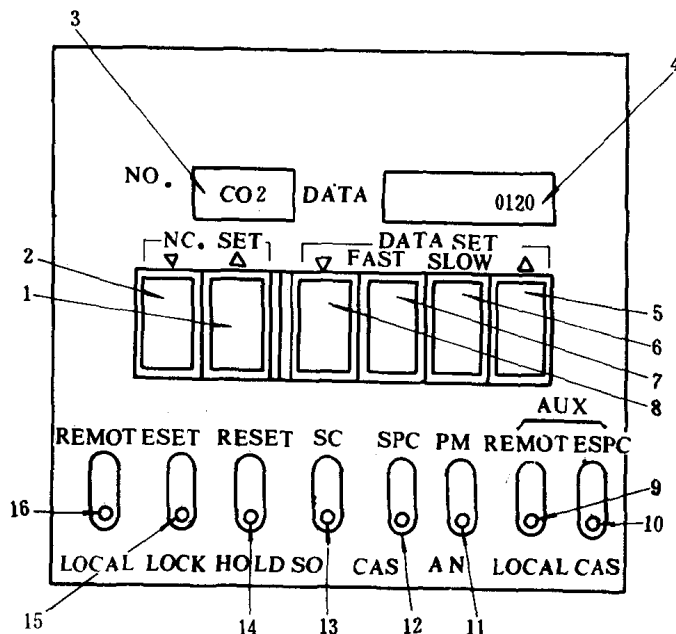 3
4
NO. CO2 DATA 0120
NC. SET DATA SET
▽ △ ▽ FAST SLOW △
2
1
5
6
7
8
AUX
REMOT ESET RESET SC SPC PM REMOT ESPC
16
9
10
LOCAL LOCK HOLD SO CAS AN LOCAL CAS
15 14 13 12 11